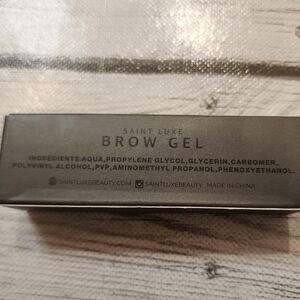 SAINT LUXE
BROW GEL
INGREDIENTS:AQUA,PROPYLENE GLYCOL,GLYCERIN,CARBOMER,
POLYVINYL ALCOHOL,PVP,AMINOMETHYL PROPANOL,PHENOXYETHANOL.
SAINTLUXEBEAUTY.COM SAINTLUXEBEAUTY MADE IN CHINA